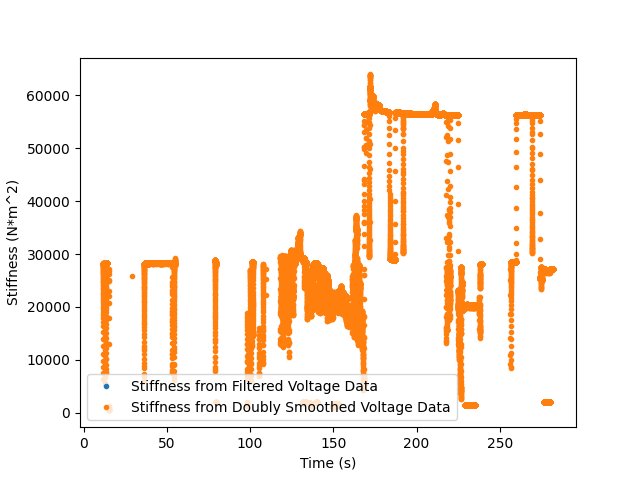 60000
50000
40000
30000
20000
10000
0
Stiffness (N*m^2)
Stiffness from Filtered Voltage Data
Stiffness from Doubly Smoothed Voltage Data
0 50 100 150 200 250
Time (s)